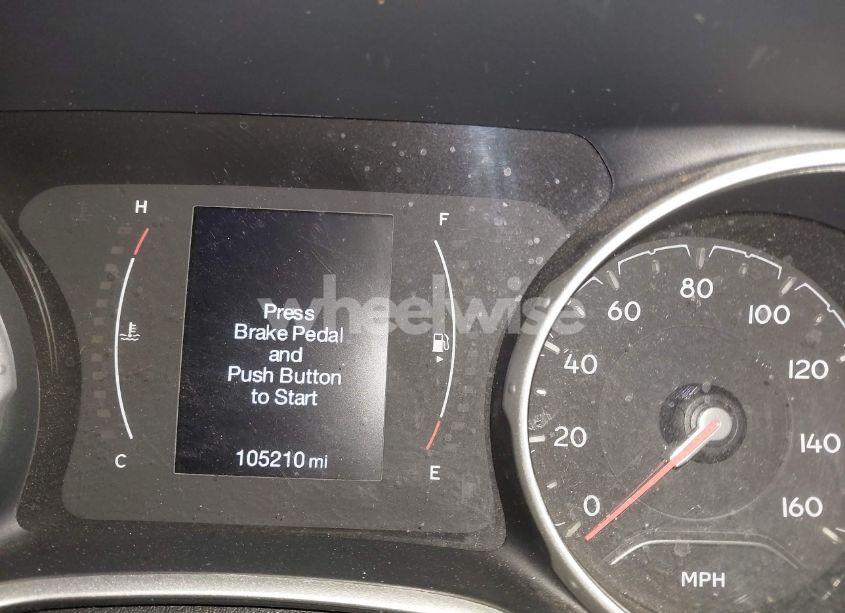 H
F
wheelwise
Press
Brake Pedal
and
Push Button
to Start
105210 mi
C
E
0
20
40
60
80
100
120
140
160
MPH